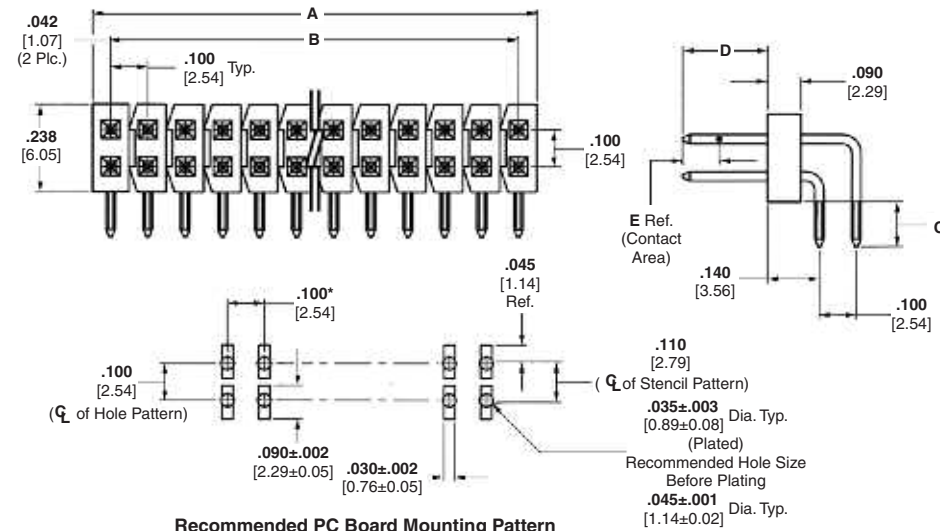 A
.042
[1.07]
(2 Plc.)
B
.100
[2.54] Typ.
.238
[6.05]
.100
[2.54]
D
.090
[2.29]
E Ref.
(Contact
Area)
C
.140
[3.56]
.100
[2.54]
.100*
[2.54]
.045
[1.14]
Ref.
.100
[2.54]
(℄ of Hole Pattern)
.110
[2.79]
(℄ of Stencil Pattern)
.090±.002
[2.29±0.05]
.030±.002
[0.76±0.05]
.035±.003
[0.89±0.08] Dia. Typ.
(Plated)
Recommended Hole Size
Before Plating
.045±.001
[1.14±0.02] Dia. Typ.
Recommended PC Board Mounting Pattern